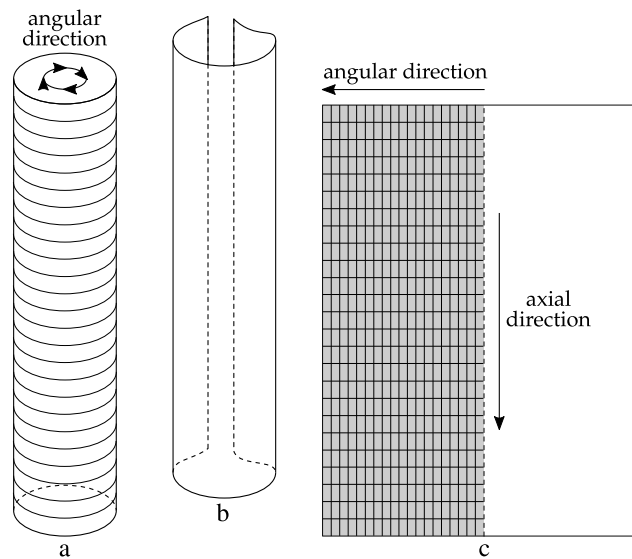 angular
direction
a
b
angular direction
axial
direction
c